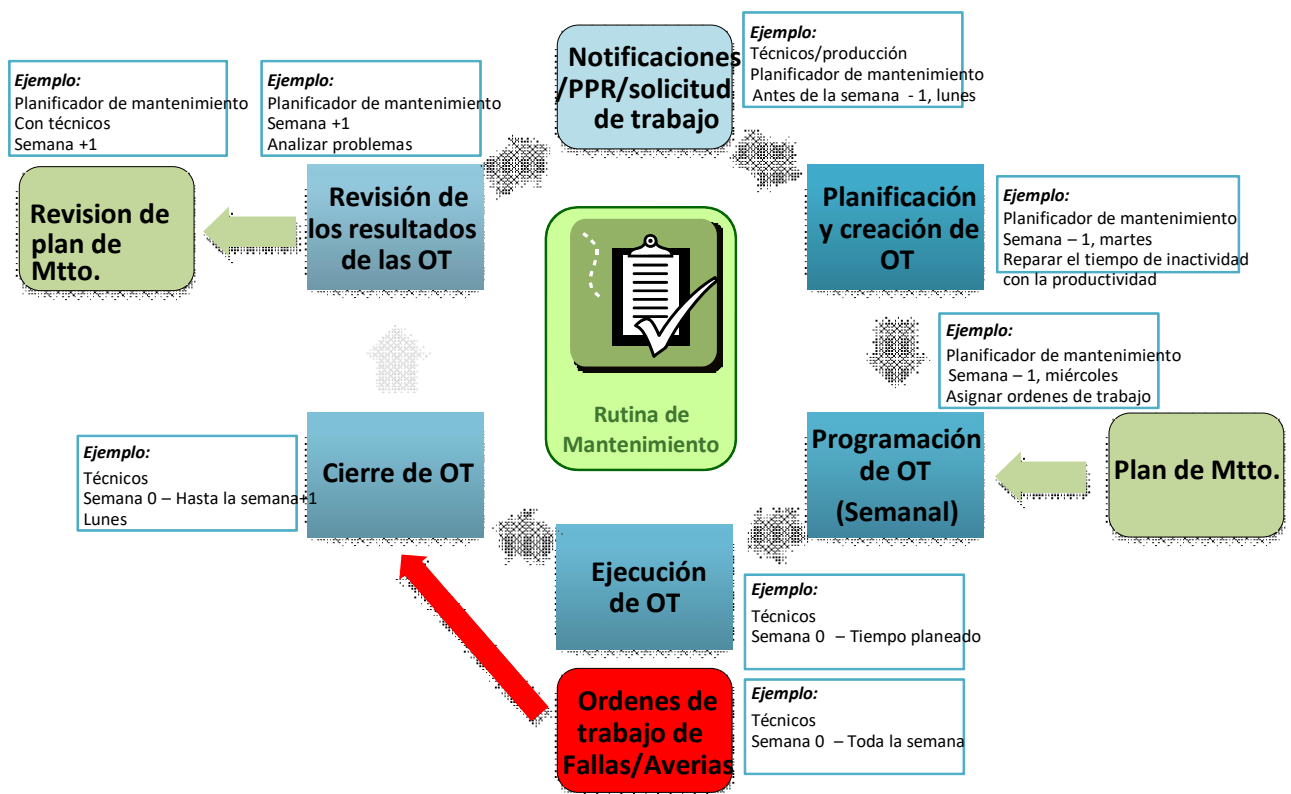 Ejemplo:
Planificador de mantenimiento
Con técnicos
Semana +1
Ejemplo:
Planificador de mantenimiento
Semana +1
Analizar problemas
Notificaciones
/PPR/solicitud
de trabajo
Ejemplo:
Técnicos/producción
Planificador de mantenimiento
Antes de la semana - 1, lunes
Revision de
plan de
Mtto.
Revisión de
los resultados
de las OT
Planificación
y creación de
OT
Ejemplo:
Planificador de mantenimiento
Semana – 1, martes
Reparar el tiempo de inactividad
con la productividad
Ejemplo:
Planificador de mantenimiento
Semana – 1, miércoles
Asignar ordenes de trabajo
Rutina de
Mantenimiento
Ejemplo:
Técnicos
Semana 0 – Hasta la semana+1
Lunes
Cierre de OT
Programación
de OT
(Semanal)
Plan de Mtto.
Ejecución
de OT
Ejemplo:
Técnicos
Semana 0 – Tiempo planeado
Ordenes de
trabajo de
Fallas/Averias
Ejemplo:
Técnicos
Semana 0 – Toda la semana